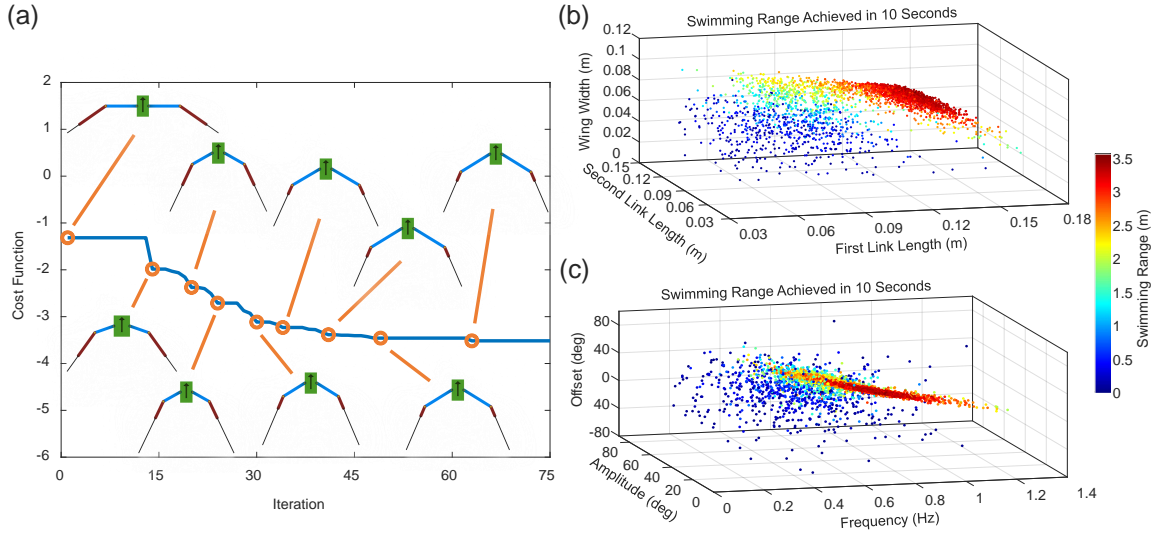 (a)
2
1
0
-1
-2
-3
-4
-5
-6
Cost Function
0 15 30 45 60 75
Iteration
(b)
Swimming Range Achieved in 10 Seconds
0.12
0.1
0.08
0.06
0.04
0.02
0
Wing Width (m)
0.15
0.12
0.09
0.06
0.03
Second Link Length (m)
0.03 0.06 0.09 0.12 0.15 0.18
First Link Length (m)
(c)
Swimming Range Achieved in 10 Seconds
80
40
0
40
-80
Offset (deg)
80
60
40
20
0
Amplitude (deg)
0 0.2 0.4 0.6 0.8 1 1.2 1.4
Frequency (Hz)
3.5
3
2.5
2
1.5
1
0.5
0
Swimming Range (m)